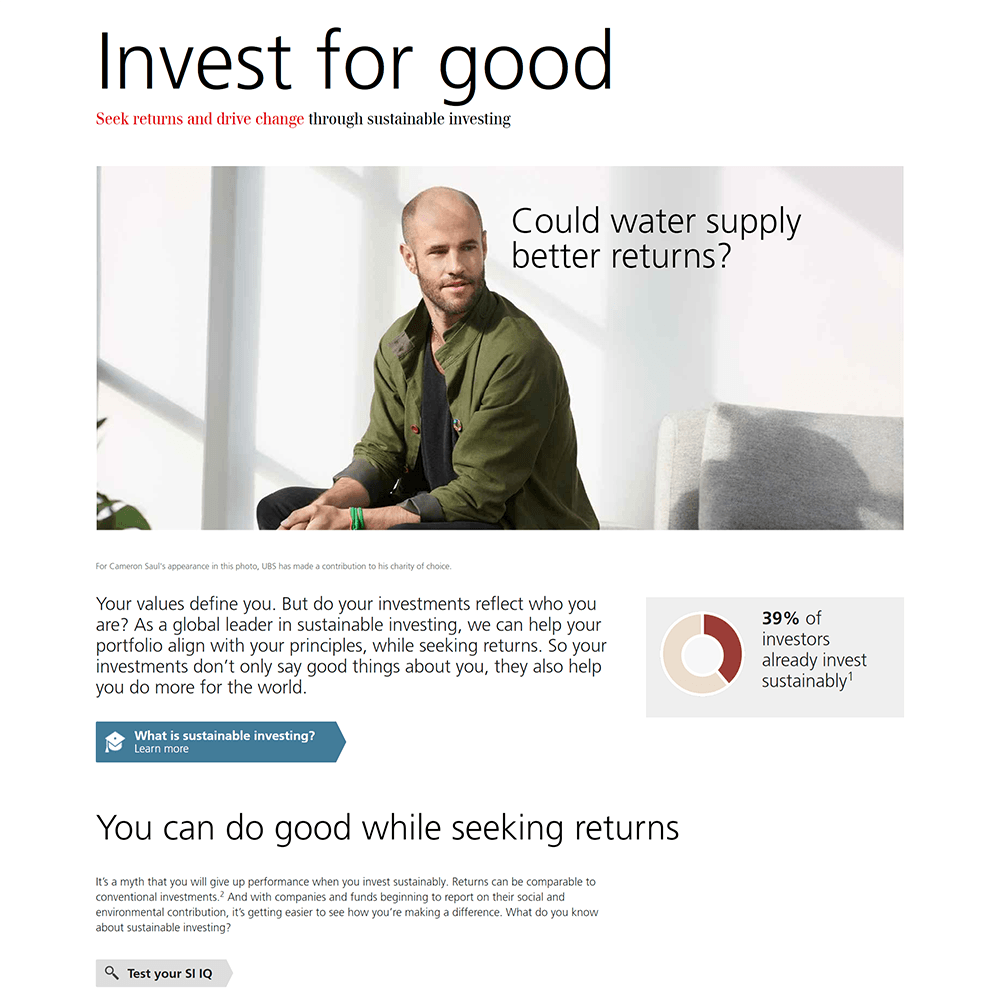 Invest for good
Seek returns and drive change through sustainable investing
Could water supply
better returns?
For Cameron Saul's appearance in this photo, UBS has made a contribution to his charity of choice.
Your values define you. But do your investments reflect who you
are? As a global leader in sustainable investing, we can help your
portfolio align with your principles, while seeking returns. So your
investments don’t only say good things about you, they also help
you do more for the world.
39% of
investors
already invest
sustainably¹
What is sustainable investing?
Learn more
You can do good while seeking returns
It’s a myth that you will give up performance when you invest sustainably. Returns can be comparable to
conventional investments.² And with companies and funds beginning to report on their social and
environmental contribution, it’s getting easier to see how you’re making a difference. What do you know
about sustainable investing?
Test your SI IQ